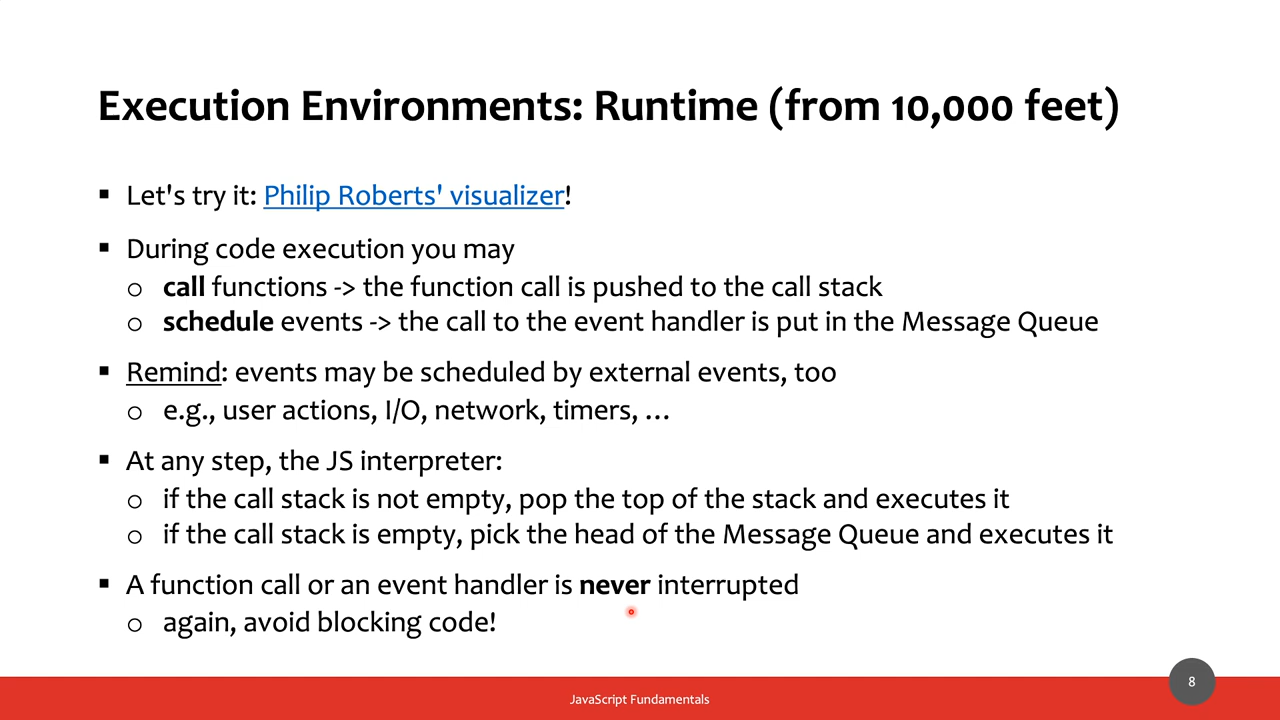 Execution Environments: Runtime (from 10,000 feet)
▪ Let's try it: Philip Roberts' visualizer!
▪ During code execution you may
o call functions -> the function call is pushed to the call stack
o schedule events -> the call to the event handler is put in the Message Queue
▪ Remind: events may be scheduled by external events, too
o e.g., user actions, I/O, network, timers, …
▪ At any step, the JS interpreter:
o if the call stack is not empty, pop the top of the stack and executes it
o if the call stack is empty, pick the head of the Message Queue and executes it
▪ A function call or an event handler is never interrupted
o again, avoid blocking code!
JavaScript Fundamentals
8